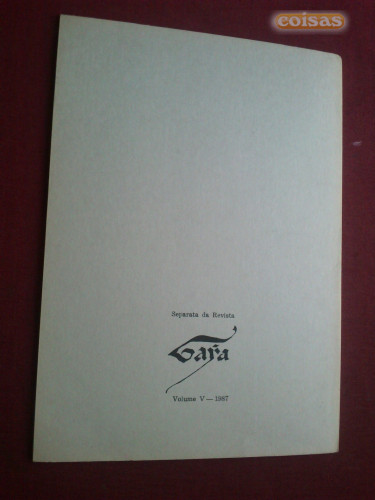 coisas
Separata da Revista
Gaya
Volume V — 1987